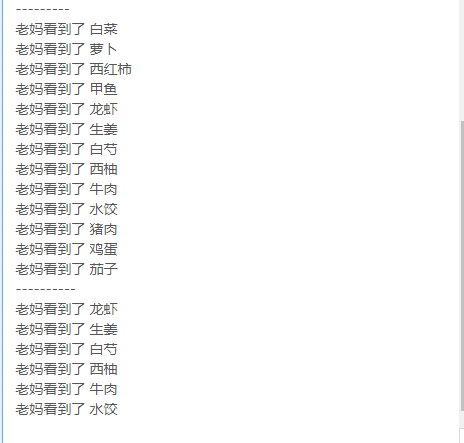 ---------
老妈看到了 白菜
老妈看到了 萝卜
老妈看到了 西红柿
老妈看到了 甲鱼
老妈看到了 龙虾
老妈看到了 生姜
老妈看到了 白芍
老妈看到了 西柚
老妈看到了 牛肉
老妈看到了 水饺
老妈看到了 猪肉
老妈看到了 鸡蛋
老妈看到了 茄子
----------
老妈看到了 龙虾
老妈看到了 生姜
老妈看到了 白芍
老妈看到了 西柚
老妈看到了 牛肉
老妈看到了 水饺